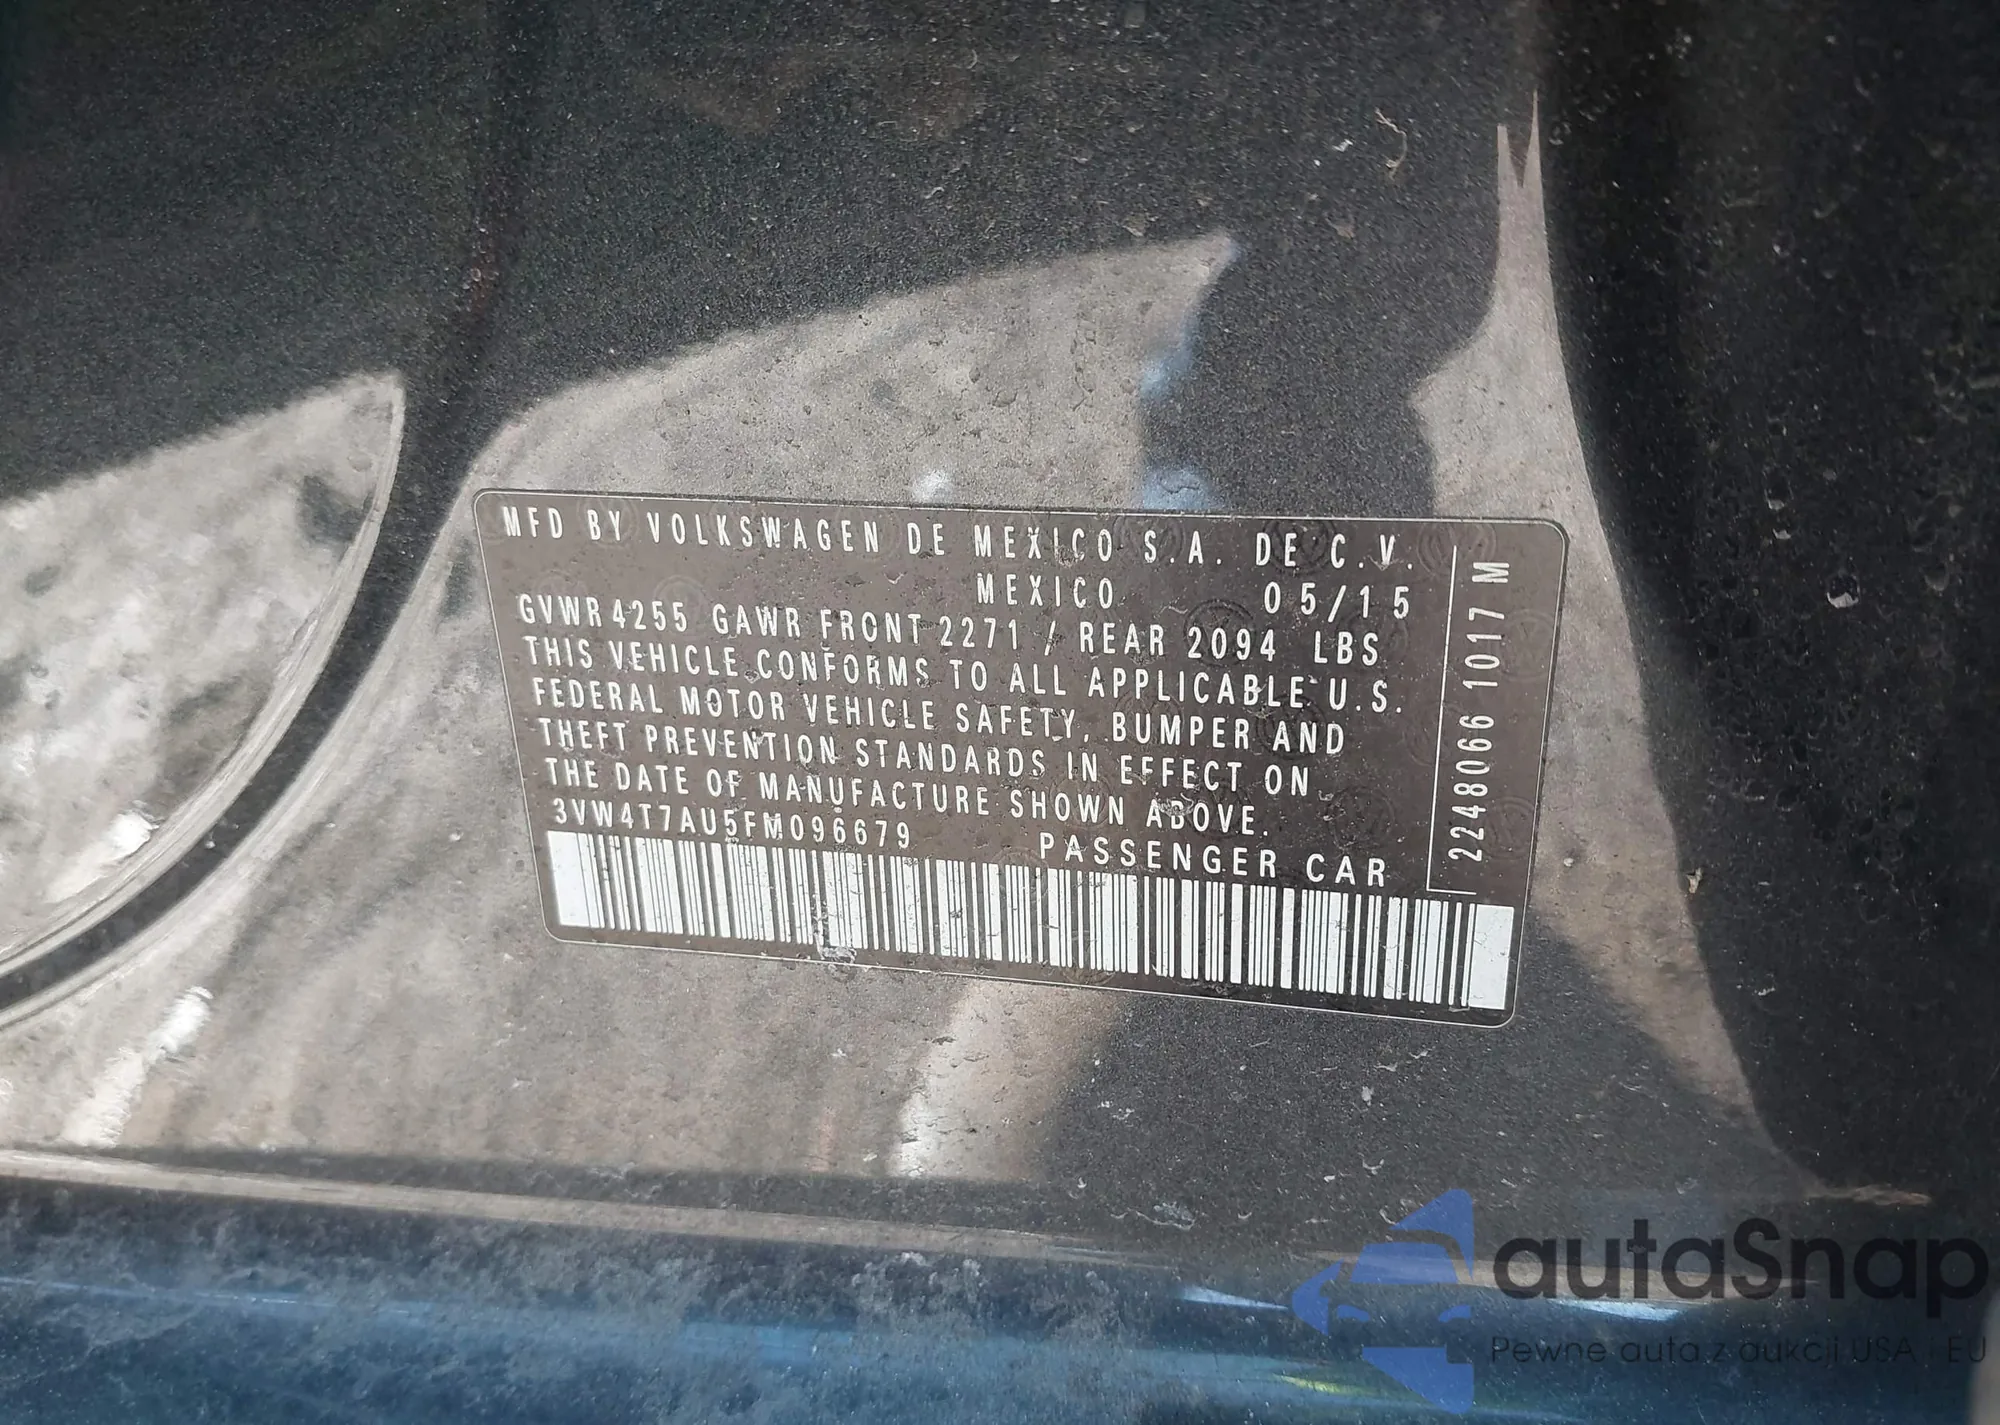 MFD BY VOLKSWAGEN DE MEXICO S.A. DE C.V.
MEXICO 05/15
GVWR 4255 GAWR FRONT 2271 / REAR 2094 LBS
THIS VEHICLE CONFORMS TO ALL APPLICABLE U.S.
FEDERAL MOTOR VEHICLE SAFETY, BUMPER AND
THEFT PREVENTION STANDARDS IN EFFECT ON
THE DATE OF MANUFACTURE SHOWN ABOVE.
3VW4T7AU5FM096679
PASSENGER CAR
2248066 1017 M
autaSnap
Pewne auta z aukcji USA i EU